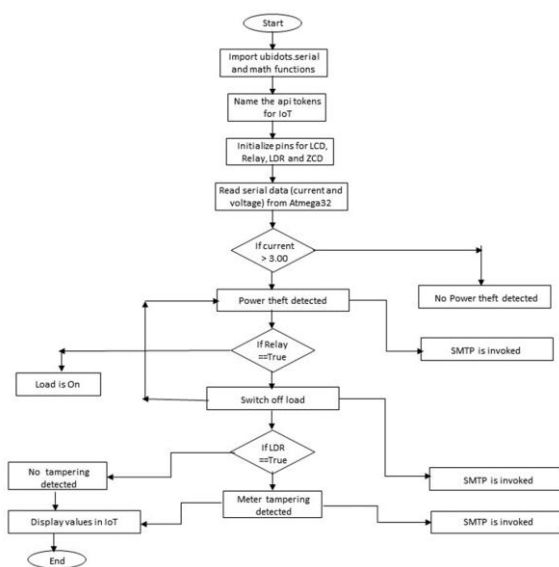 Start
Import ubidots.serial
and math functions
Name the api tokens
for IoT
Initialize pins for LCD,
Relay, LDR and ZCD
Read serial data (current and
voltage) from Atmega32
If current
> 3.00
Power theft detected
No Power theft detected
If Relay
==True
SMTP is invoked
Load is On
Switch off load
If LDR
==True
No tampering
detected
SMTP is invoked
Meter tampering
detected
Display values in IoT
SMTP is invoked
End